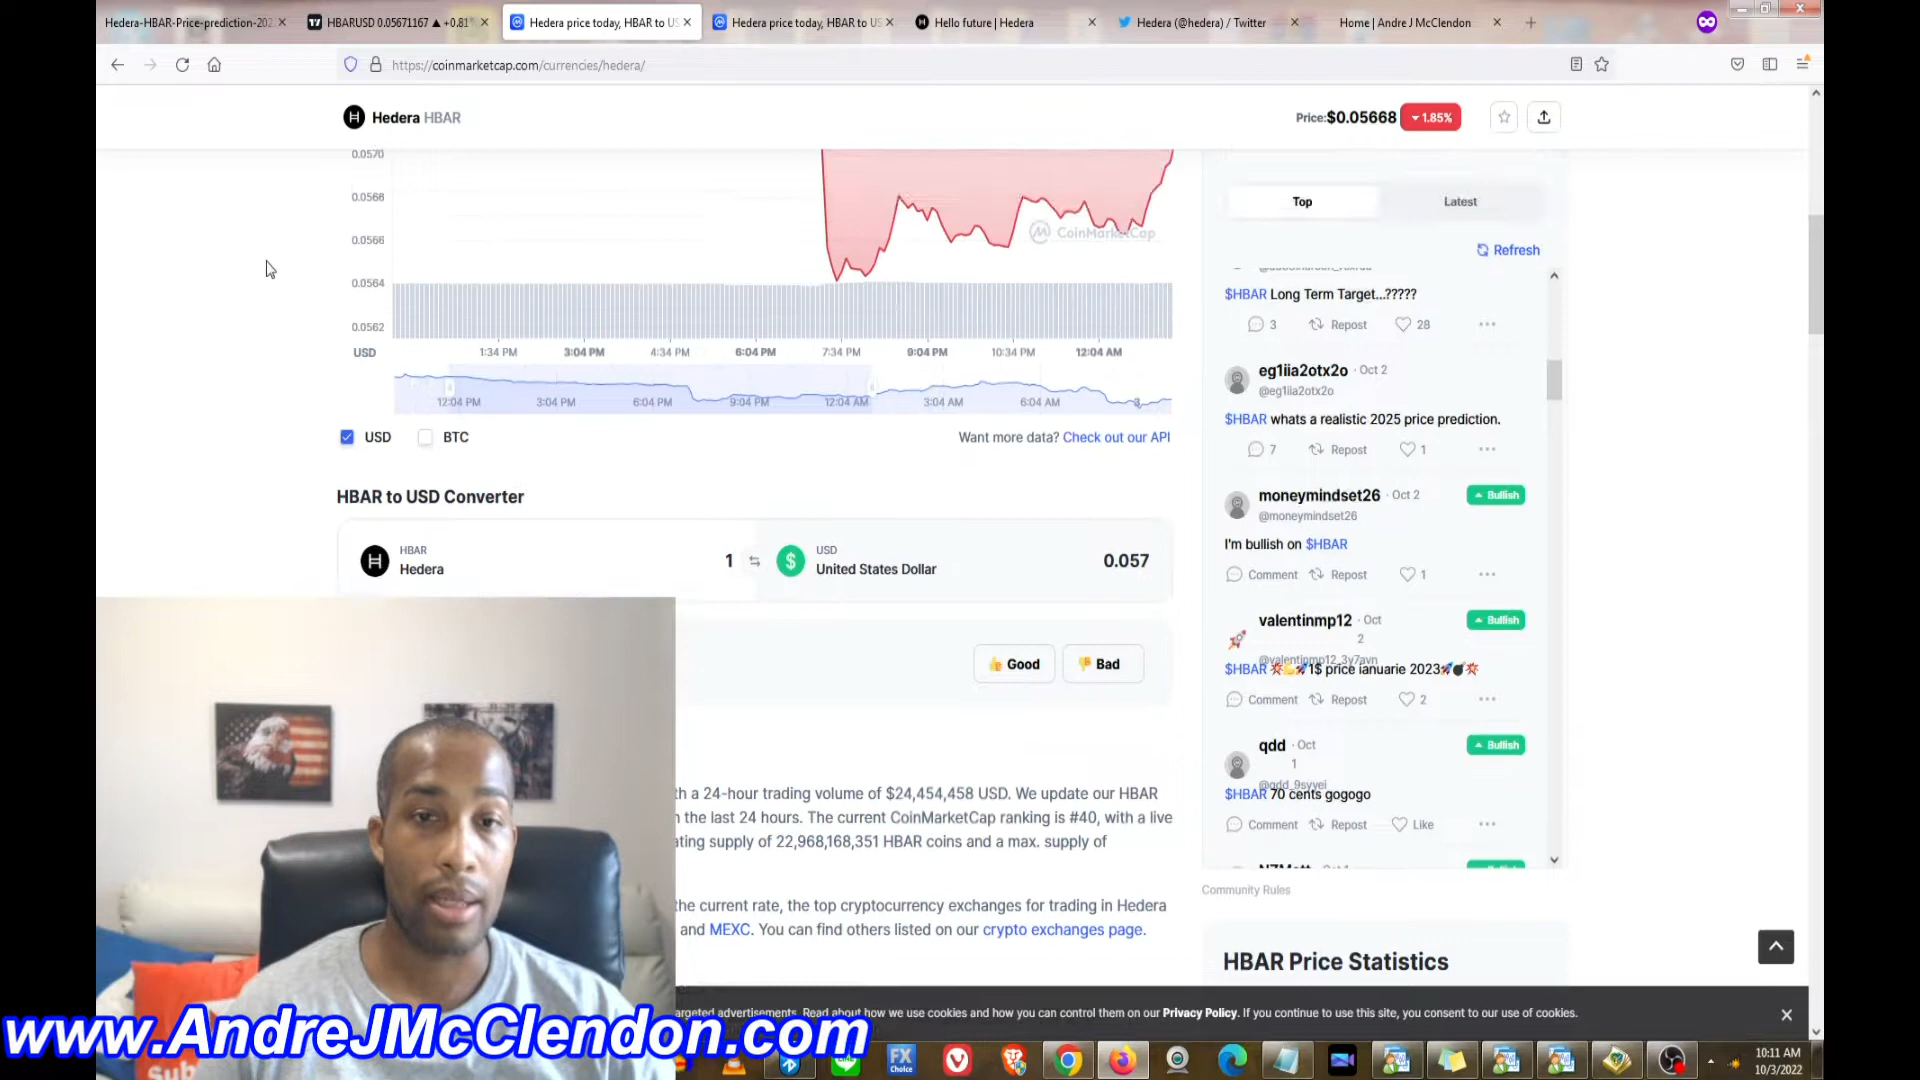 Hedera-HBAR-Price-prediction-202
HBARUSD 0.05671167 ▲ +0.81%
Hedera price today, HBAR to US
Hedera price today, HBAR to US
Hello future | Hedera
Hedera (@hedera) / Twitter
Home | Andre J McClendon
https://coinmarketcap.com/currencies/hedera/
Hedera HBAR
Price:$0.05668
1.85%
0.0570
0.0568
0.0566
0.0564
0.0562
CoinMarketCap
USD
1:34 PM 3:04 PM 4:34 PM 6:04 PM 7:34 PM 9:04 PM 10:34 PM 12:04 AM
12:04 PM 3:04 PM 6:04 PM 9:04 PM 12:04 AM 3:04 AM 6:04 AM 3
USD BTC
Want more data? Check out our API
HBAR to USD Converter
HBAR
Hedera
1
USD
United States Dollar
0.057
Good
Bad
th a 24-hour trading volume of $24,454,458 USD. We update our HBAR
n the last 24 hours. The current CoinMarketCap ranking is #40, with a live
ating supply of 22,968,168,351 HBAR coins and a max. supply of
the current rate, the top cryptocurrency exchanges for trading in Hedera
and MEXC. You can find others listed on our crypto exchanges page.
Top
Latest
Refresh
$HBAR Long Term Target...?????
3 Repost 28
eg1iia2otx2o · Oct 2
@eg1iia2otx2o
$HBAR whats a realistic 2025 price prediction.
7 Repost 1
moneymindset26 · Oct 2
Bullish
@moneymindset26
I'm bullish on $HBAR
Comment Repost 1
valentinmp12 · Oct 2
Bullish
@valentinmp12_3y7avn
$HBAR 💥💪🚀1$ price ianuarie 2023🚀💣💥
Comment Repost 2
qdd · Oct 1
Bullish
@qdd_9syyei
$HBAR 70 cents gogogo
Comment Repost Like
Community Rules
HBAR Price Statistics
targeted advertisements. Read about how we use cookies and how you can control them on our Privacy Policy. If you continue to use this site, you consent to our use of cookies.
www.AndreJMcClendon.com
Sub
LINE
FX
Choice
10:11 AM
10/3/2022